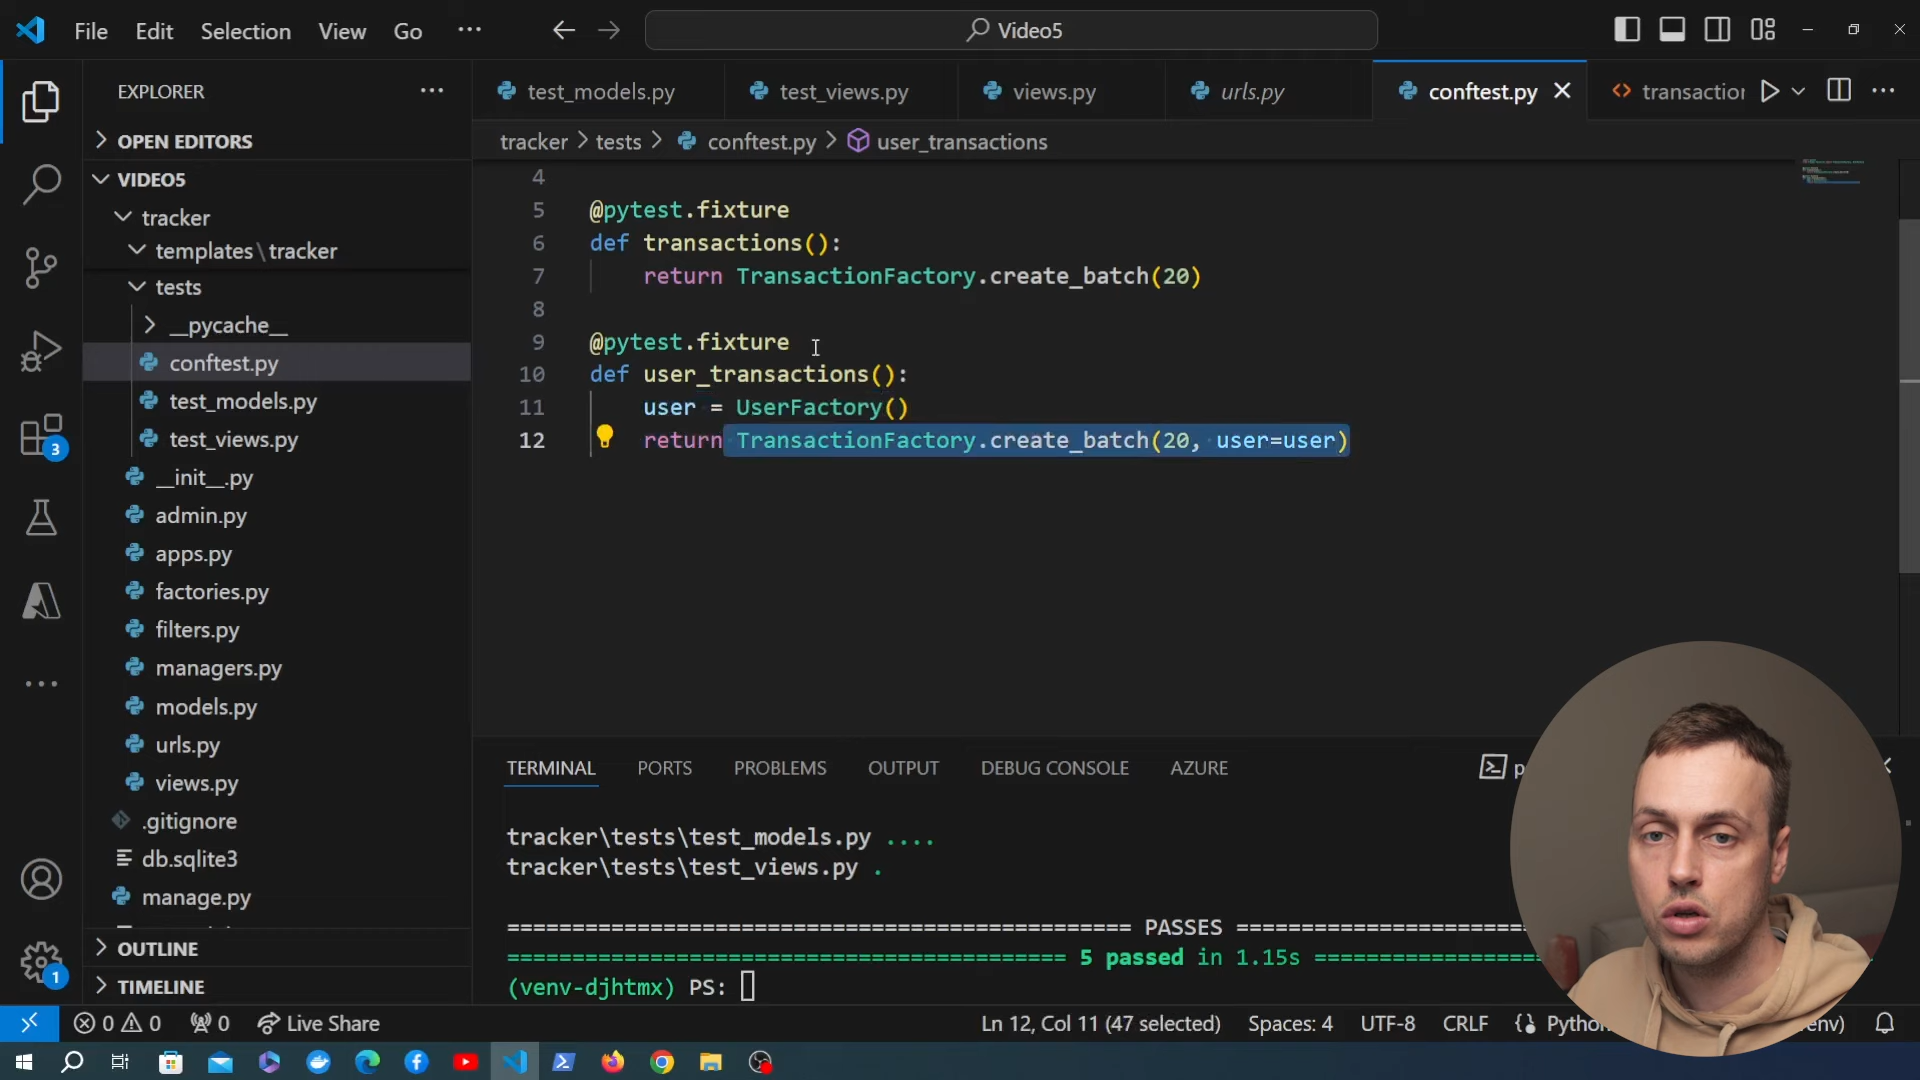 File Edit Selection View Go ··· Video5
EXPLORER ···
OPEN EDITORS
VIDEO5
tracker
templates\tracker
tests
__pycache__
conftest.py
test_models.py
test_views.py
__init__.py
admin.py
apps.py
factories.py
filters.py
managers.py
models.py
urls.py
views.py
.gitignore
db.sqlite3
manage.py
OUTLINE
TIMELINE
3
1
test_models.py test_views.py views.py urls.py conftest.py transaction
tracker > tests > conftest.py > user_transactions
4
5 @pytest.fixture
6 def transactions():
7 return TransactionFactory.create_batch(20)
8
9 @pytest.fixture
10 def user_transactions():
11 user = UserFactory()
12 return TransactionFactory.create_batch(20, user=user)
TERMINAL PORTS PROBLEMS OUTPUT DEBUG CONSOLE AZURE
tracker\tests\test_models.py ....
tracker\tests\test_views.py .
============================================ PASSES ====================
======================================== 5 passed in 1.15s ================
(venv-djhtmx) PS:
0 0 0 Live Share Ln 12, Col 11 (47 selected) Spaces: 4 UTF-8 CRLF